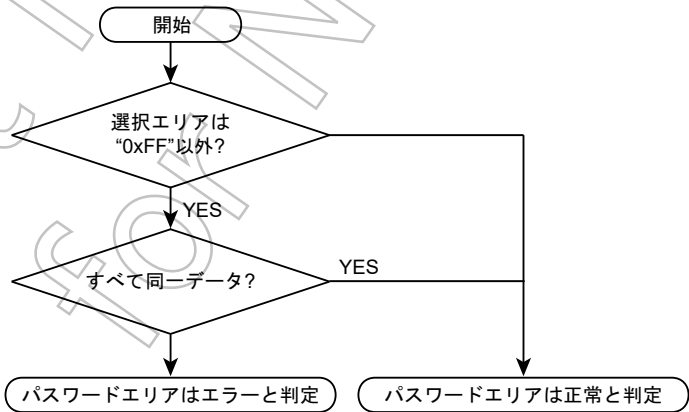 開始
選択エリアは
“0xFF”以外?
YES
すべて同一データ?
YES
パスワードエリアはエラーと判定
パスワードエリアは正常と判定